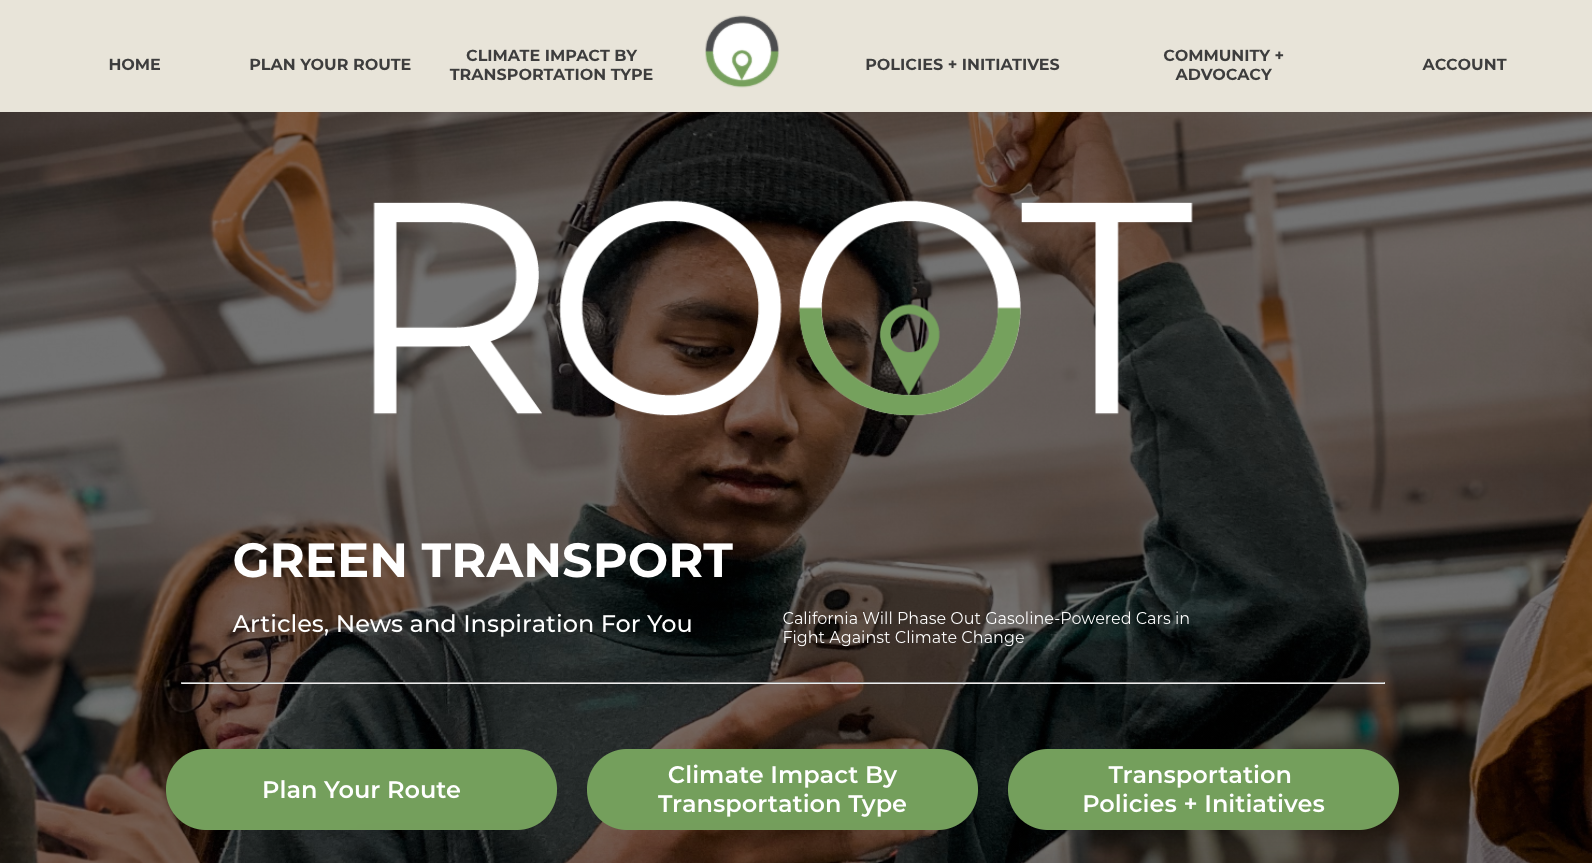 HOME
PLAN YOUR ROUTE
CLIMATE IMPACT BY
TRANSPORTATION TYPE
POLICIES + INITIATIVES
COMMUNITY +
ADVOCACY
ACCOUNT
ROOT
GREEN TRANSPORT
Articles, News and Inspiration For You
California Will Phase Out Gasoline-Powered Cars in
Fight Against Climate Change
Plan Your Route
Climate Impact By
Transportation Type
Transportation
Policies + Initiatives